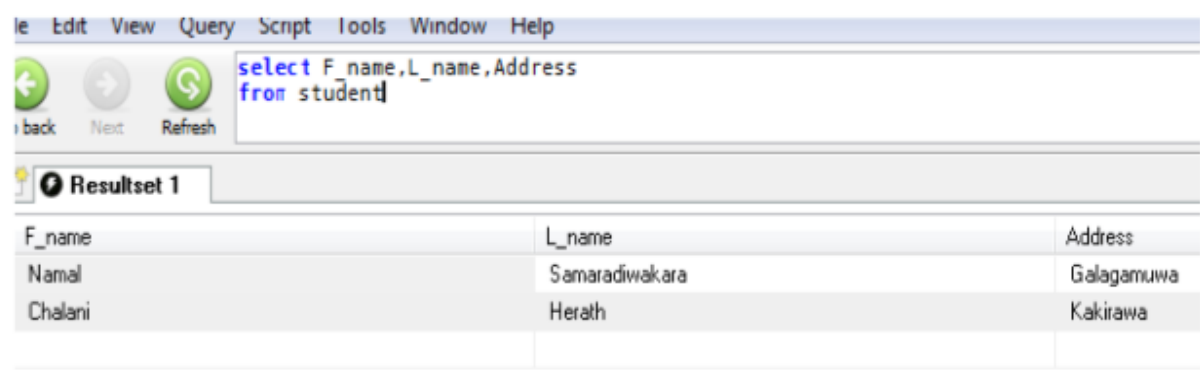 le Edit View Query Script Tools Window Help
select F_name,L_name,Address
from student
o back Next Refresh
Resultset 1
F_name L_name Address
Namal Samaradiwakara Galagamuwa
Chalani Herath Kakirawa